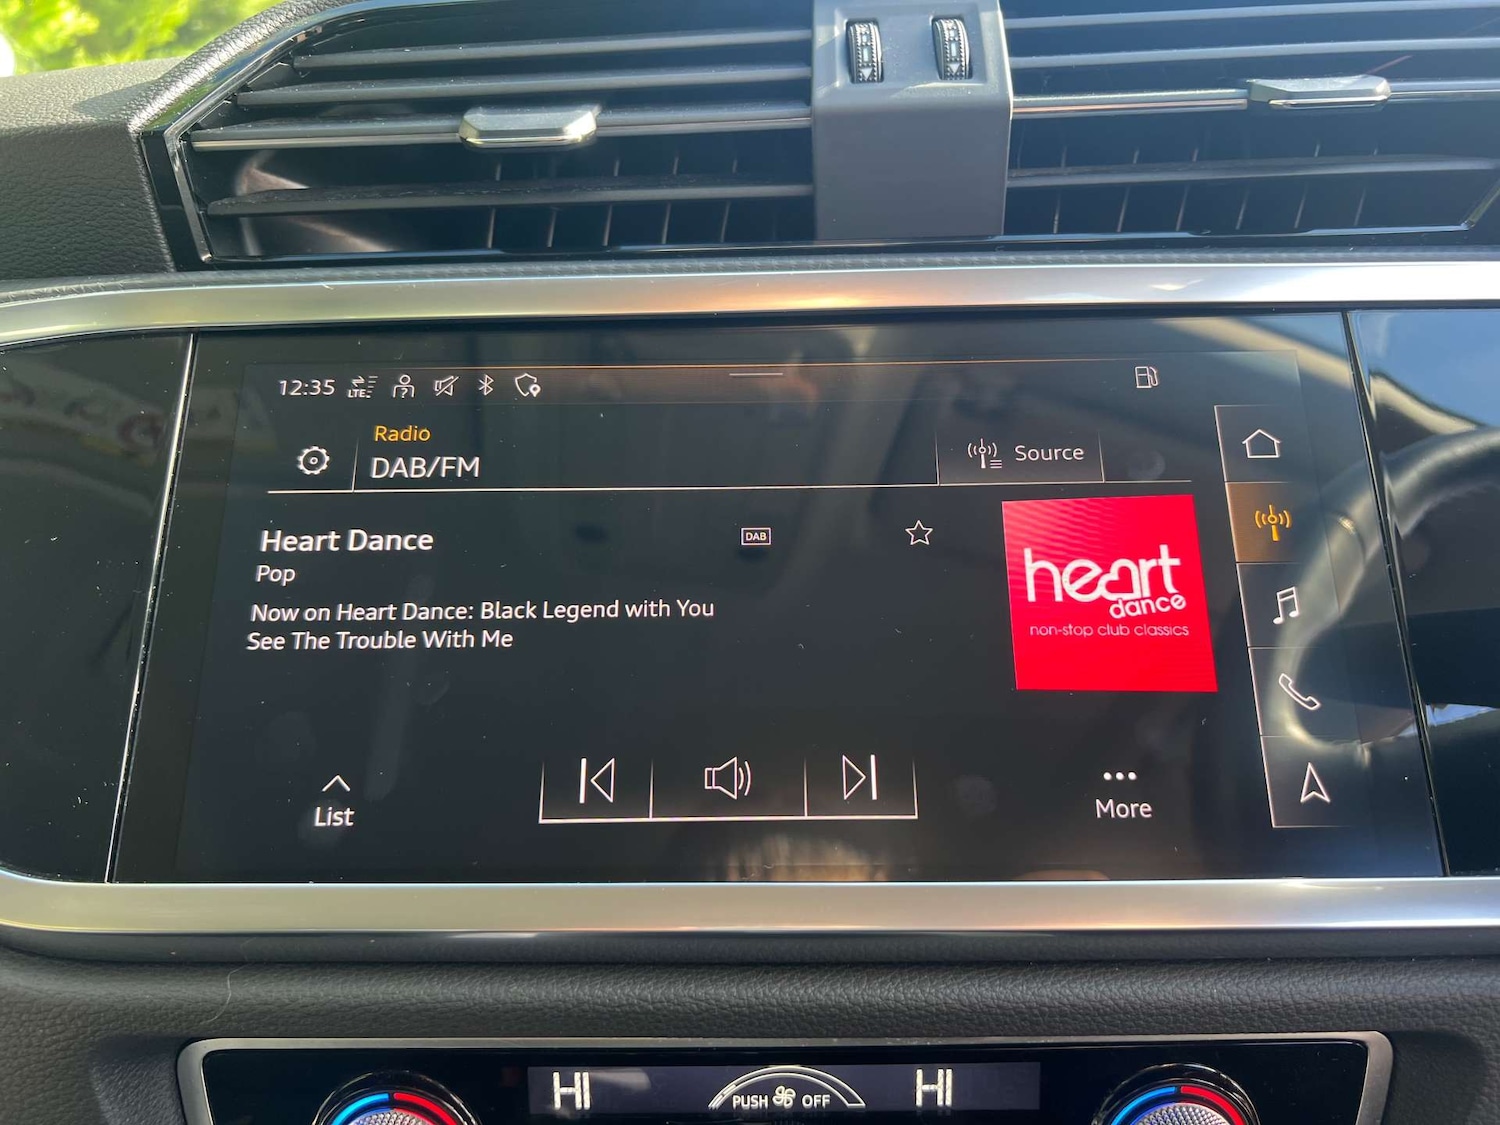 12:35
LTE
Radio
DAB/FM
Source
Heart Dance
DAB
Pop
Now on Heart Dance: Black Legend with You
See The Trouble With Me
heart
dance
non-stop club classics
List
More
HI
PUSH OFF
HI